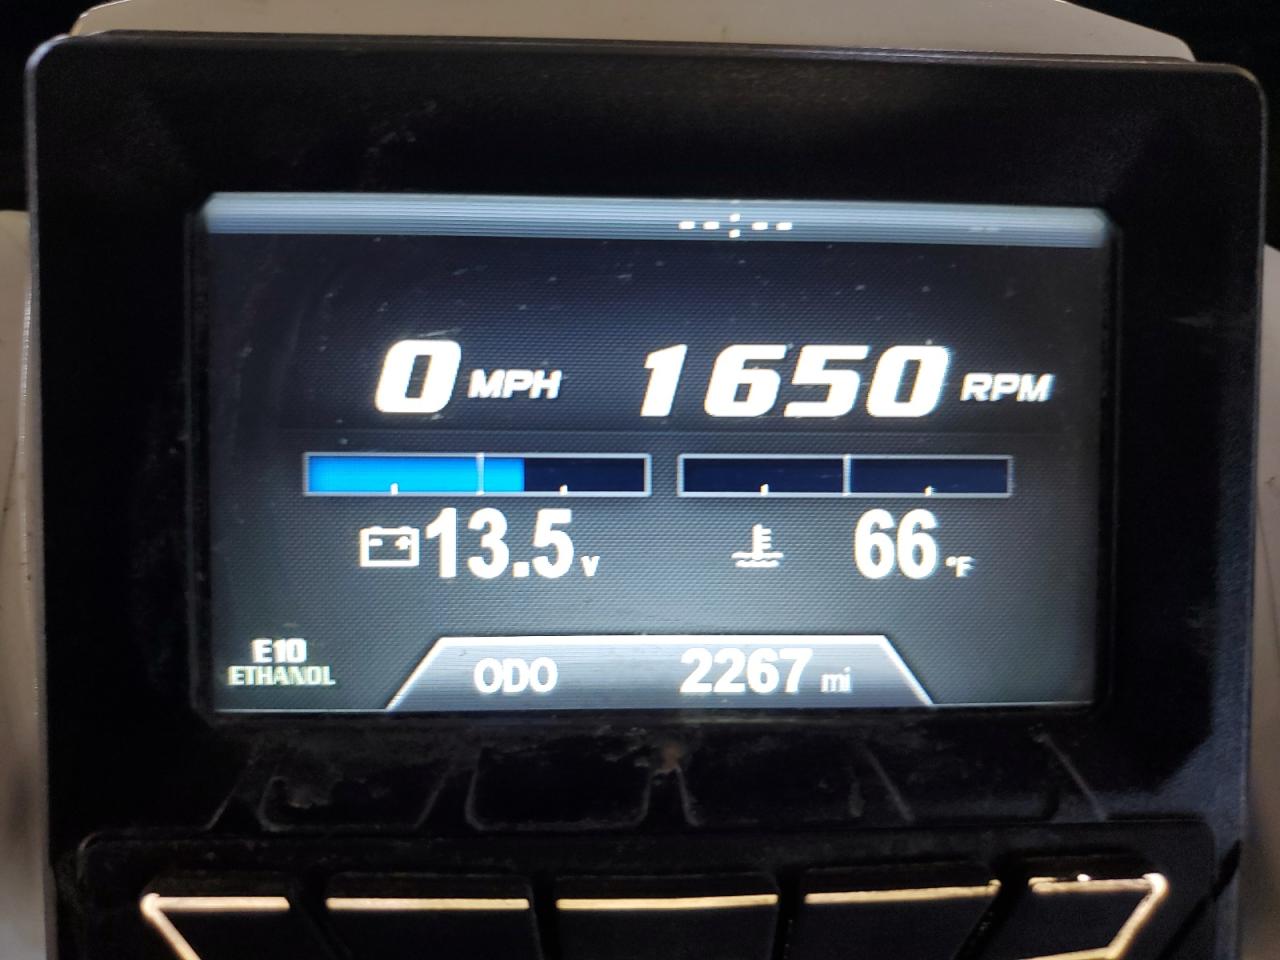 --:--
0 MPH 1650 RPM
13.5 V 66 °F
E10
ETHANOL
ODO 2267 mi